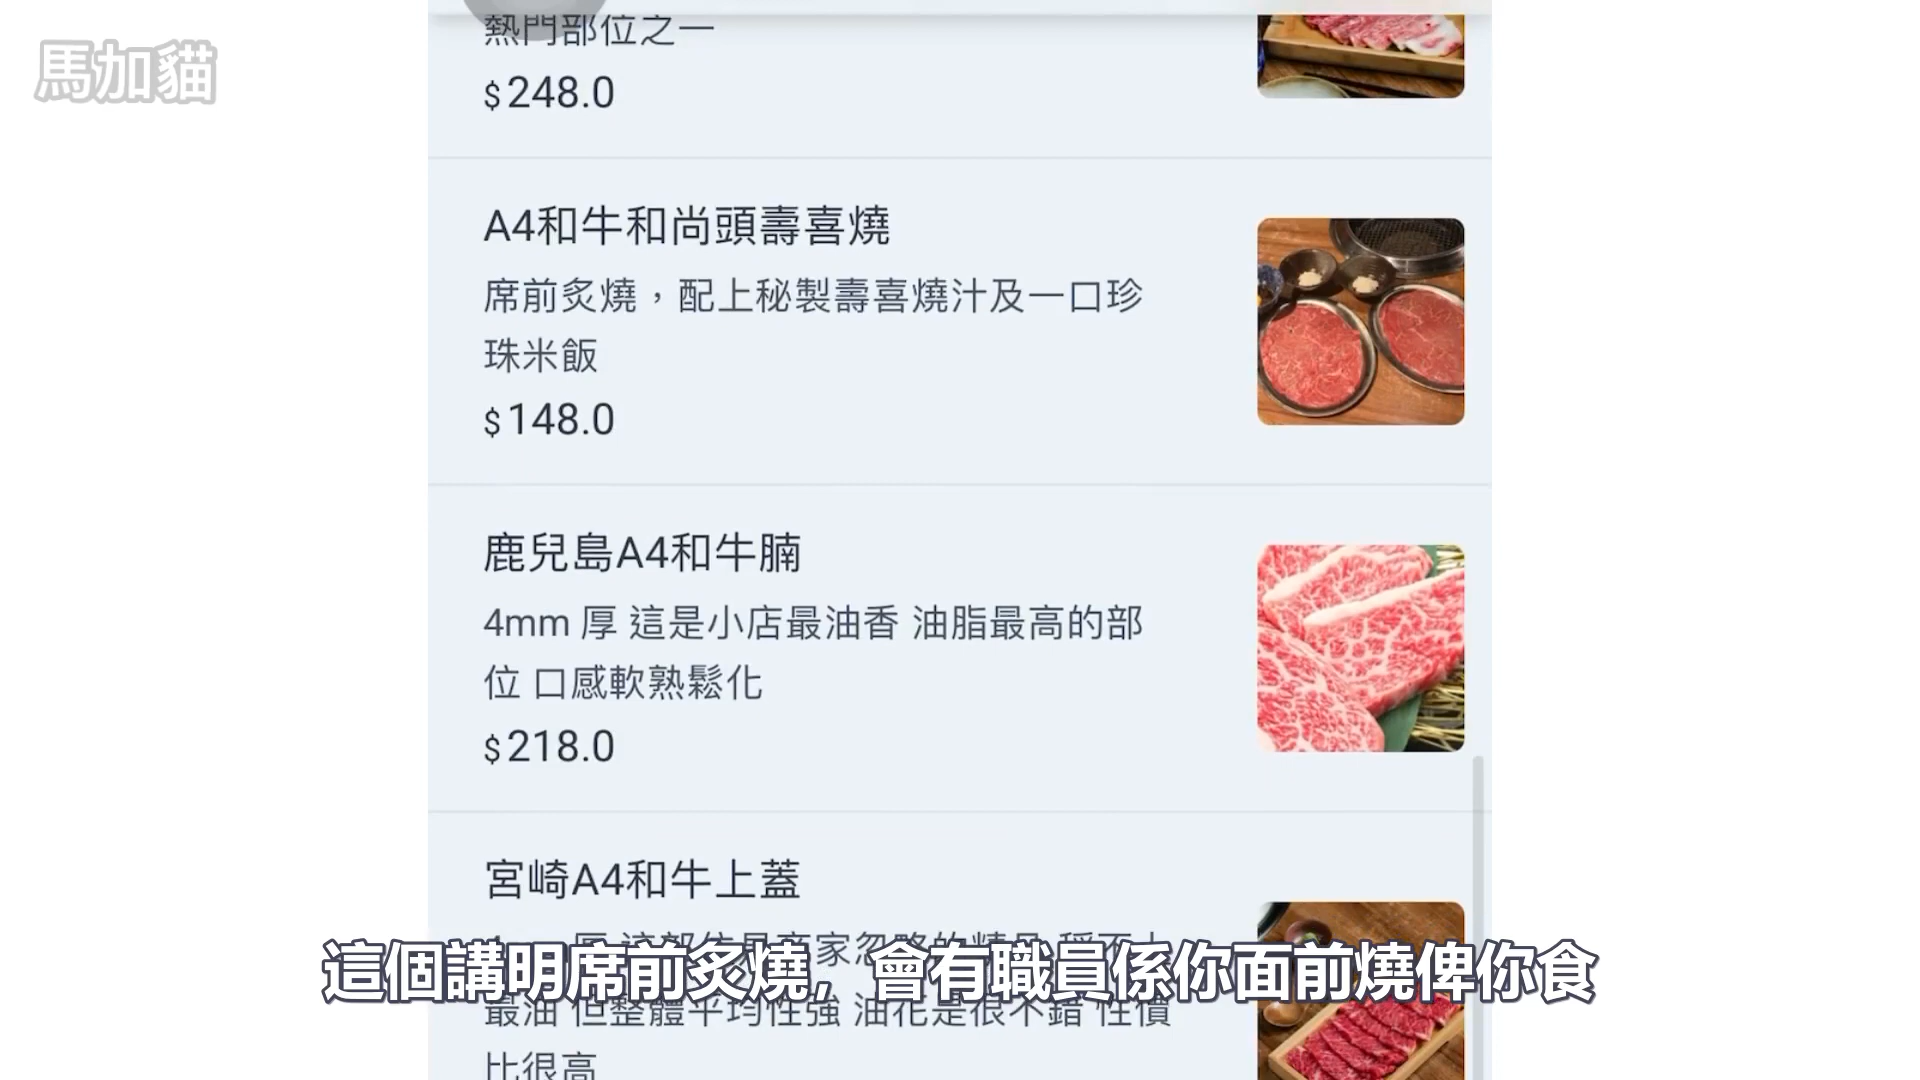 馬加貓
熱門部位之一
$248.0
A4和牛和尚頭壽喜燒
席前炙燒，配上秘製壽喜燒汁及一口珍
珠米飯
$148.0
鹿兒島A4和牛腩
4mm 厚 這是小店最油香 油脂最高的部
位 口感軟熟鬆化
$218.0
宮崎A4和牛上蓋
這個講明席前炙燒, 會有職員係你面前燒俾你食
最油 但整體平均性強 油花是很不錯 性價
比很高